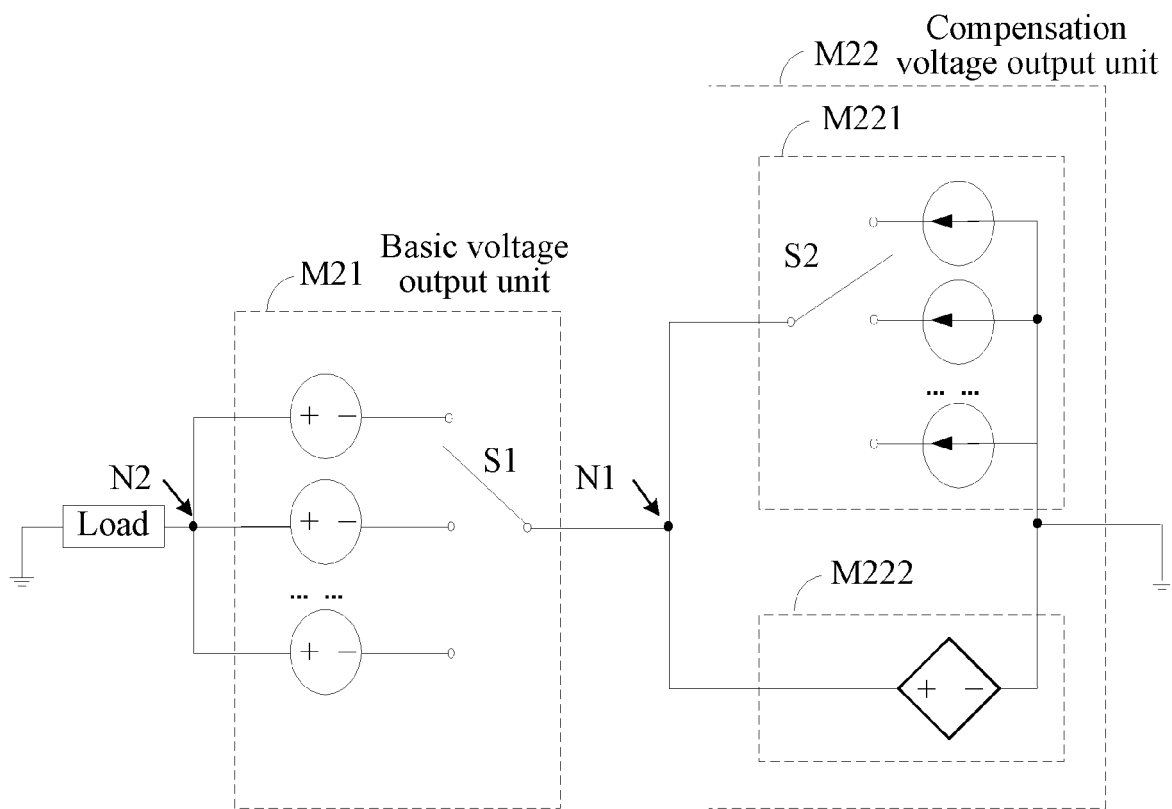 Compensation
voltage output unit
M22
M221
S2
Basic voltage
output unit
M21
... ...
S1
N2
N1
Load
+ −
+ −
... ...
+ −
M222
+ −